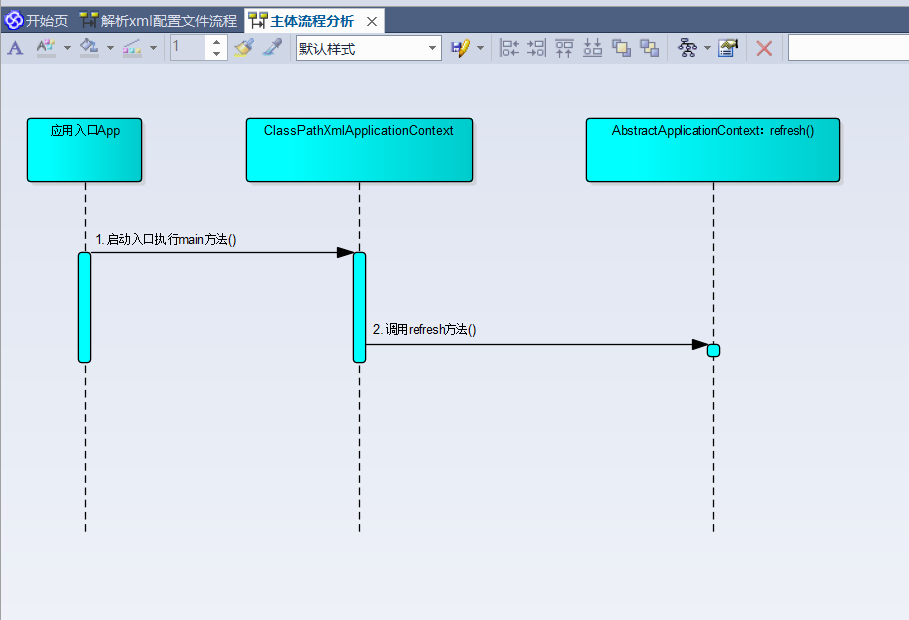 开始页 解析xml配置文件流程 主体流程分析
1 默认样式
应用入口App ClassPathXmlApplicationContext AbstractApplicationContext：refresh()
1. 启动入口执行main方法()
2. 调用refresh方法()